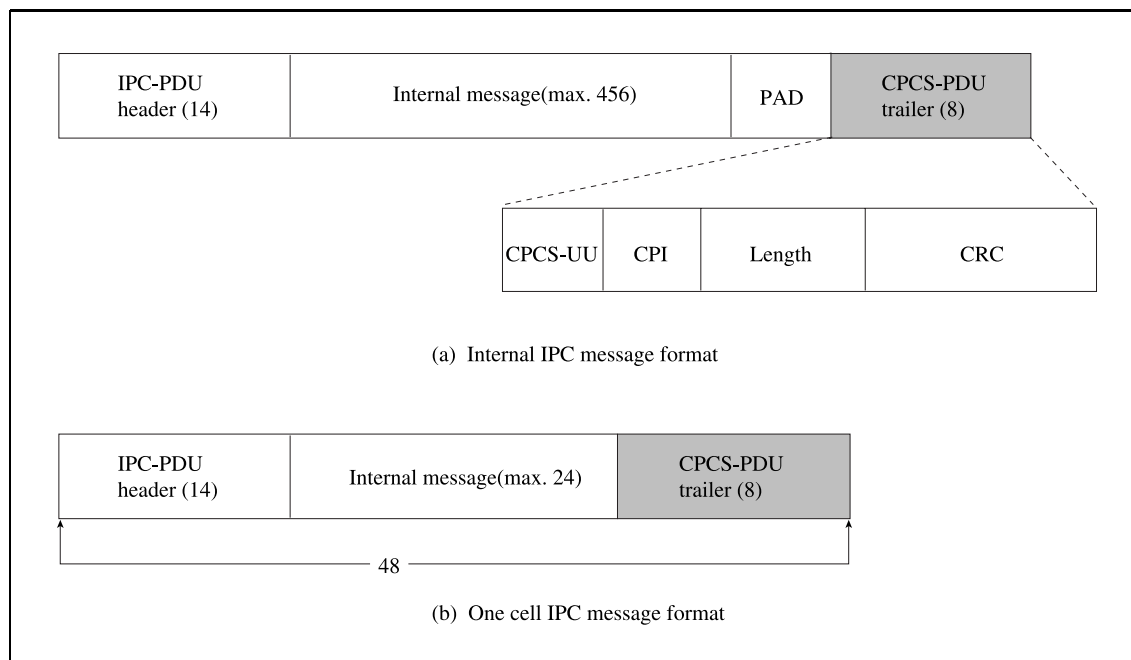 IPC-PDU
header (14)
Internal message(max. 456)
PAD
CPCS-PDU
trailer (8)
CPCS-UU
CPI
Length
CRC
(a) Internal IPC message format
IPC-PDU
header (14)
Internal message(max. 24)
CPCS-PDU
trailer (8)
48
(b) One cell IPC message format